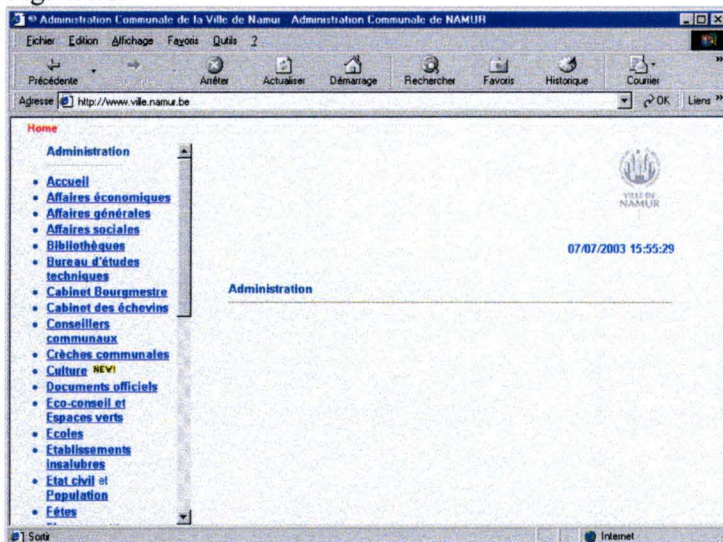 Administration Communale de la Ville de Namur - Administration Communale de NAMUR
Fichier Edition Affichage Favoris Outils ?
Précédente Arrêter Actualiser Démarrage Rechercher Favoris Historique Courrier »
Adresse http://www.ville.namur.be OK Liens »
Home
Administration
• Accueil
• Affaires économiques
• Affaires générales
• Affaires sociales
• Bibliothèques
• Bureau d'études
techniques
• Cabinet Bourgmestre
• Cabinet des échevins
• Conseillers
communaux
• Crèches communales
• Culture NEW!
• Documents officiels
• Eco-conseil et
Espaces verts
• Ecoles
• Etablissements
insalubres
• Etat civil et
Population
• Fêtes
VILLE DE
NAMUR
07/07/2003 15:55:29
Administration
Sortir Internet